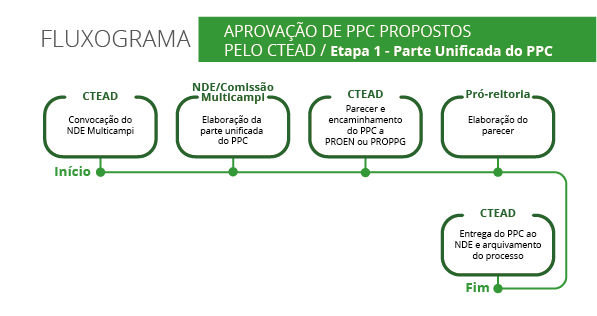 FLUXOGRAMA
APROVAÇÃO DE PPC PROPOSTOS
PELO CTEAD / Etapa 1 - Parte Unificada do PPC
CTEAD
Convocação do
NDE Multicampi
NDE/Comissão
Multicampi
Elaboração da
parte unificada
do PPC
CTEAD
Parecer e
encaminhamento
do PPC a
PROEN ou PROPPG
Pró-reitoria
Elaboração do
parecer
Início
CTEAD
Entrega do PPC ao
NDE e arquivamento
do processo
Fim